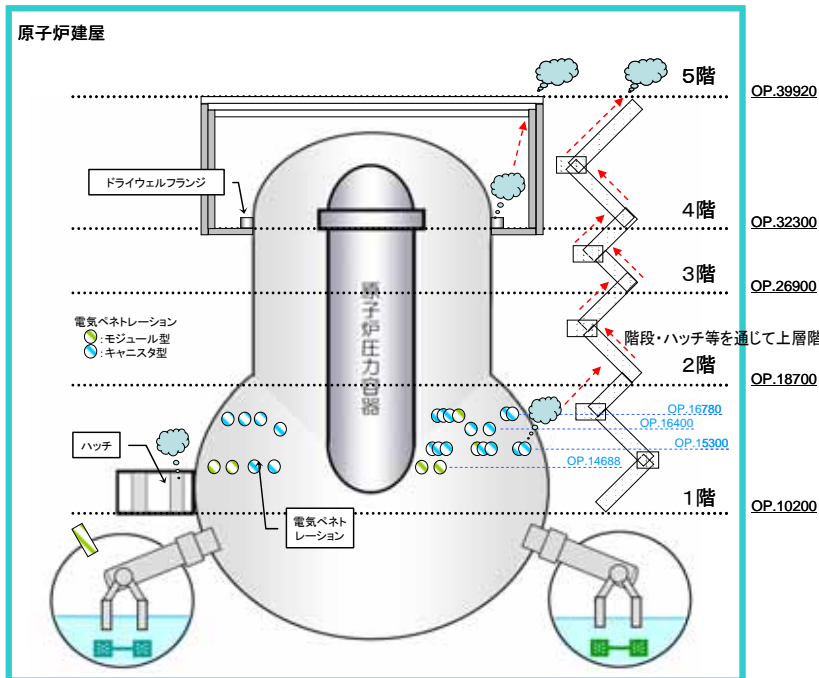 原子炉建屋
5階
OP.39920
ドライウェルフランジ
4階
OP.32300
3階
OP.26900
原子炉圧力容器
電気ペネトレーション
:モジュール型
:キャニスタ型
階段・ハッチ等を通じて上層階
2階
OP.18700
OP.16780
OP.16400
OP.15300
OP.14688
ハッチ
電気ペネト
レーション
1階
OP.10200